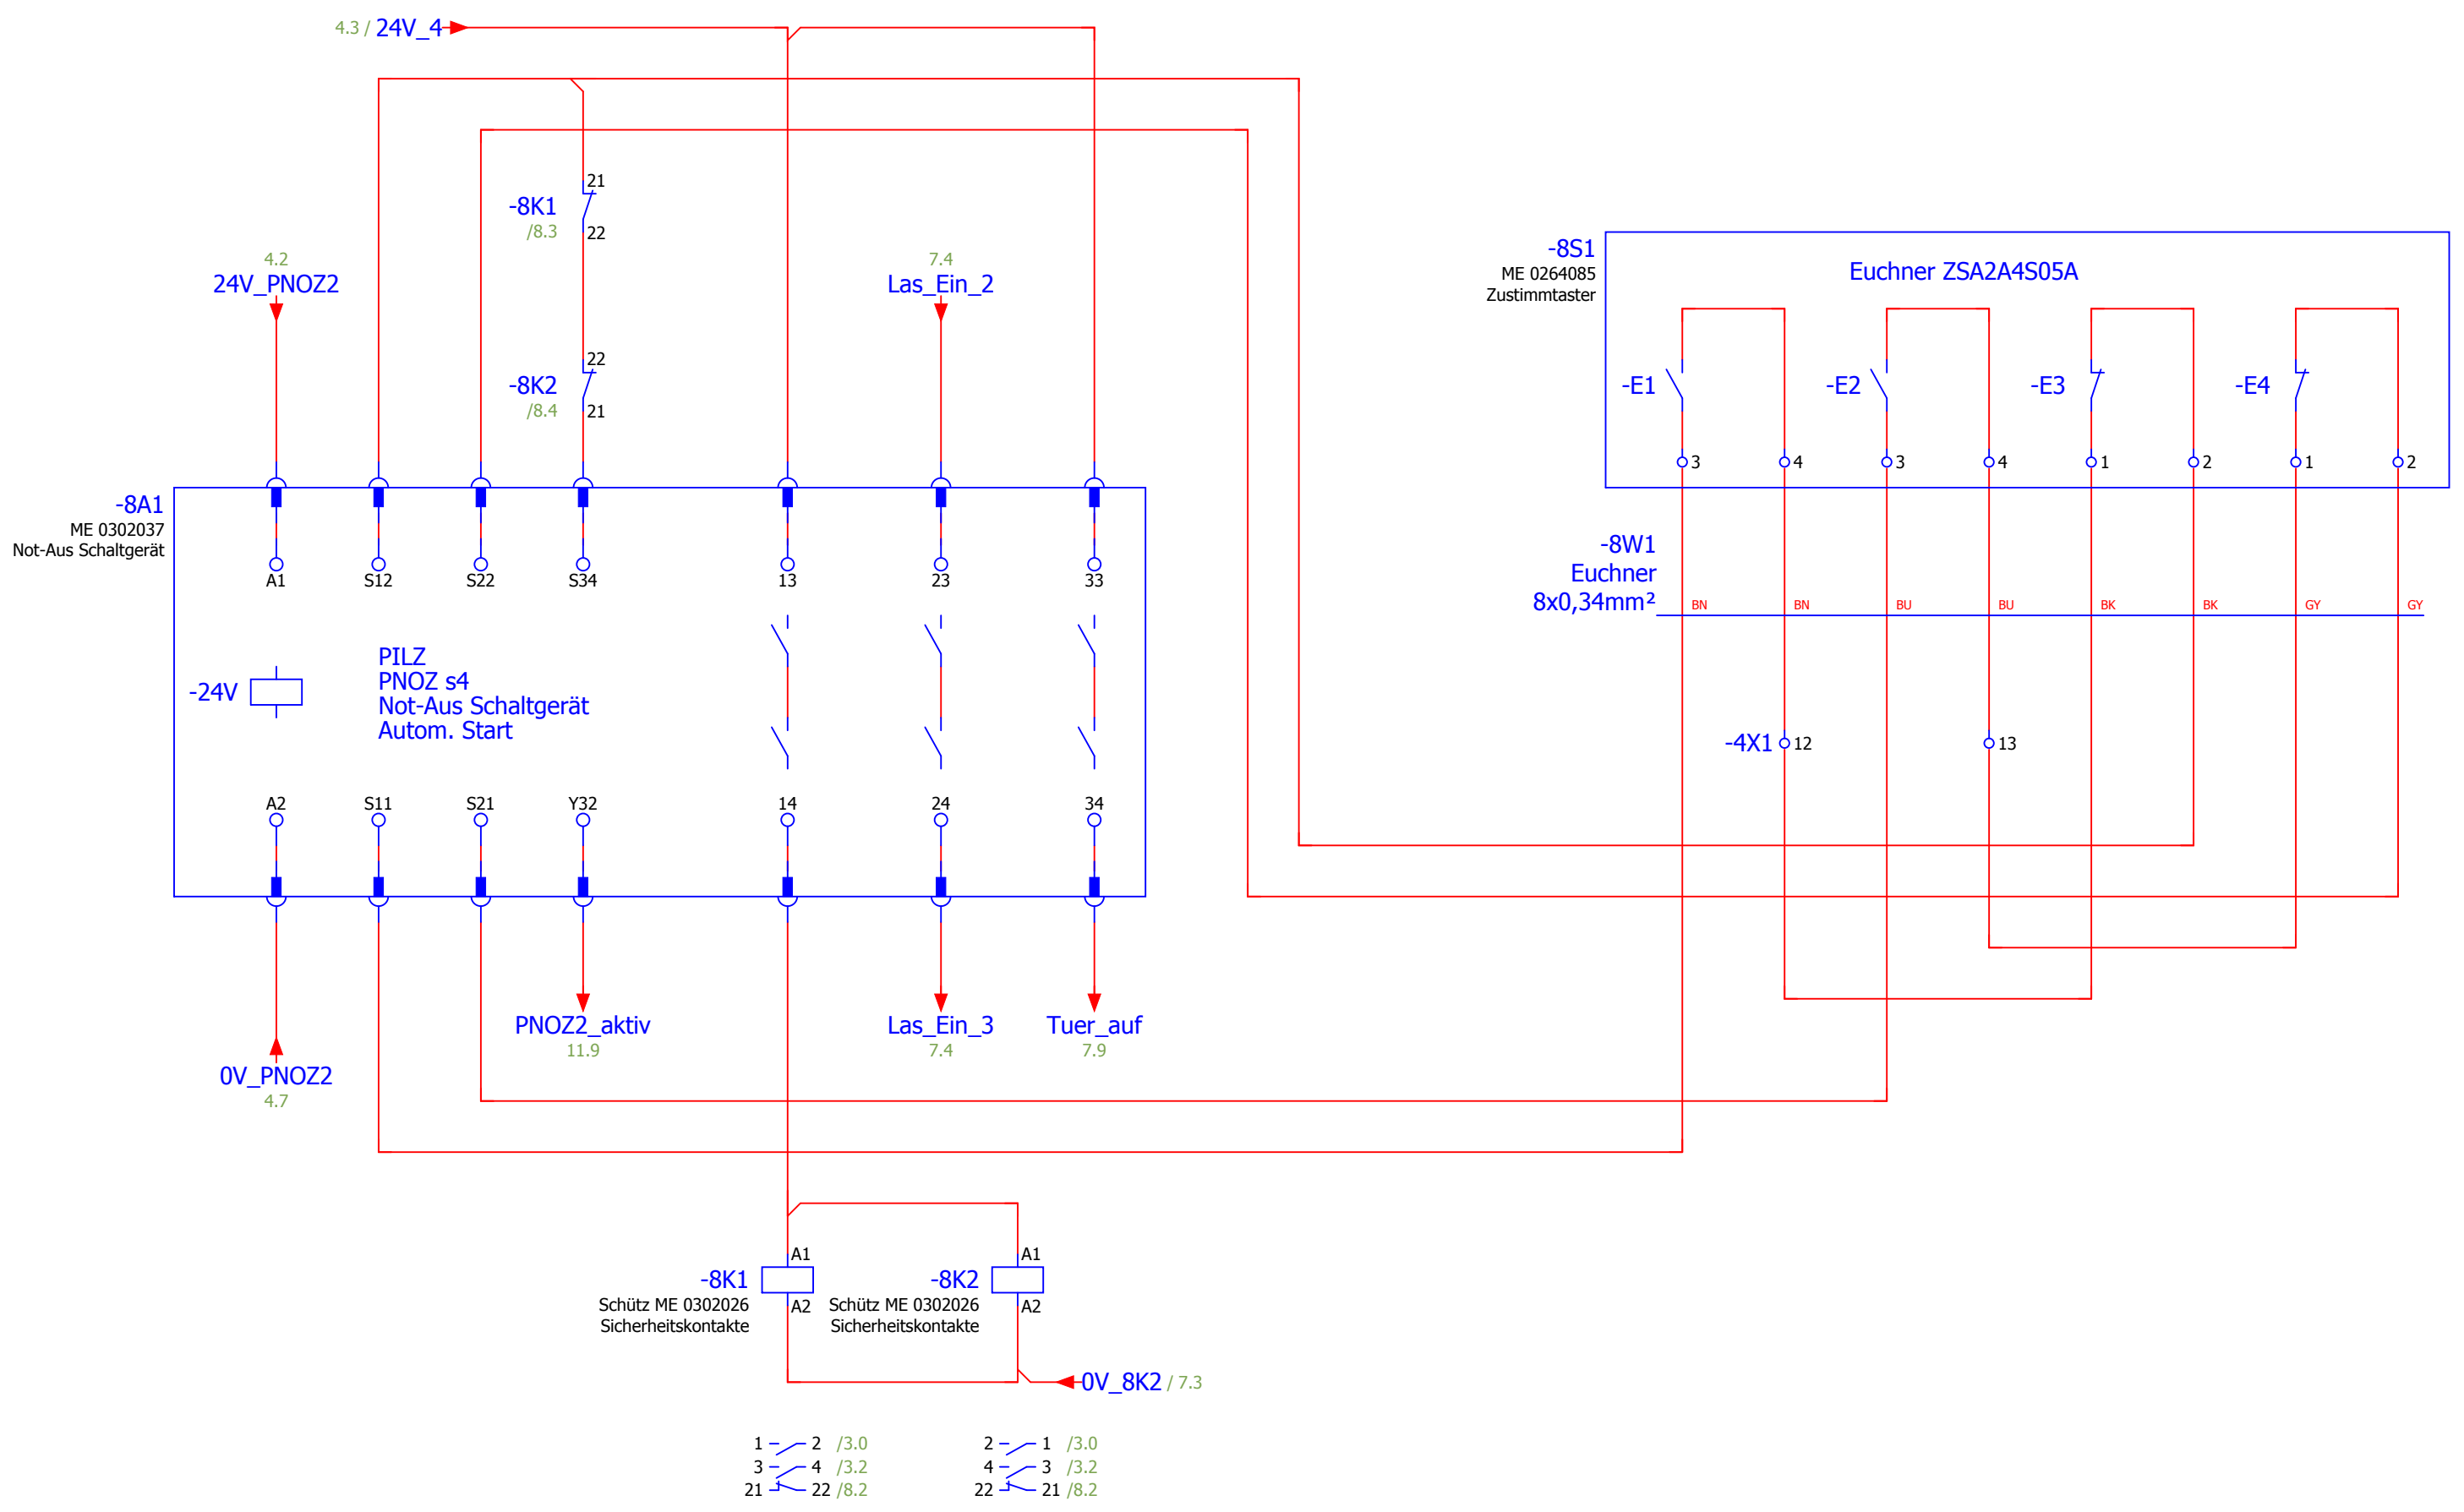 4.3 / 24V_4
21
-8K1
/8.3
22
4.2
24V_PNOZ2
22
-8K2
/8.4
21
7.4
Las_Ein_2
-8S1
ME 0264085
Zustimmtaster
Euchner ZSA2A4S05A
-E1
-E2
-E3
-E4
3
4
3
4
1
2
1
2
-8A1
ME 0302037
Not-Aus Schaltgerät
A1
S12
S22
S34
13
23
33
-8W1
Euchner
8x0,34mm²
BN
BN
BU
BU
BK
BK
GY
GY
-24V
PILZ
PNOZ s4
Not-Aus Schaltgerät
Autom. Start
-4X1
12
13
A2
S11
S21
Y32
14
24
34
PNOZ2_aktiv
11.9
Las_Ein_3
7.4
Tuer_auf
7.9
0V_PNOZ2
4.7
A1
-8K1
Schütz ME 0302026
Sicherheitskontakte
A2
A1
-8K2
Schütz ME 0302026
Sicherheitskontakte
A2
0V_8K2 / 7.3
1 2 /3.0
3 4 /3.2
21 22 /8.2
2 1 /3.0
4 3 /3.2
22 21 /8.2